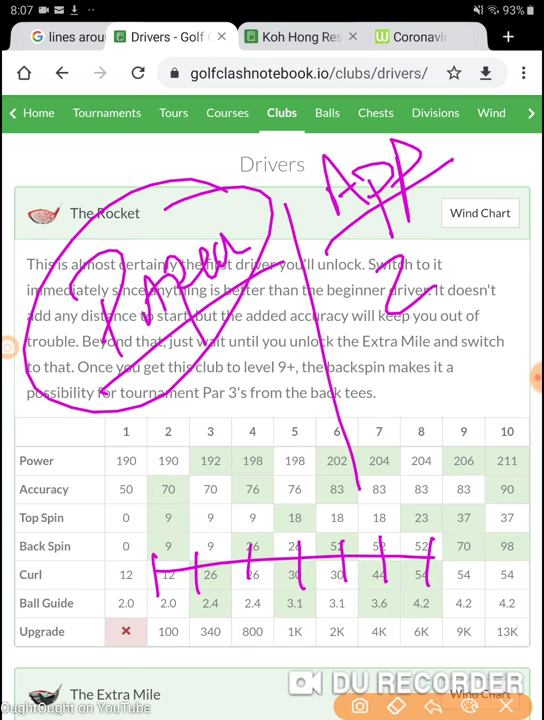 8:07 93%
lines arou
Drivers - Golf C
Koh Hong Res
Coronavi
golfclashnotebook.io/clubs/drivers/
Home Tournaments Tours Courses Clubs Balls Chests Divisions Wind
Drivers
The Rocket
Wind Chart
This is almost certainly the first driver you'll unlock. Switch to it
immediately since anything is better than the beginner driver. It doesn't
add any distance to start, but the added accuracy will keep you out of
trouble. Beyond that, just wait until you unlock the Extra Mile and switch
to that. Once you get this club to level 9+, the backspin makes it a
possibility for tournament Par 3's from the back tees.
APP
2
Paper
1 2 3 4 5 6 7 8 9 10
Power 190 190 192 198 198 202 204 204 206 211
Accuracy 50 70 70 76 76 83 83 83 83 90
Top Spin 0 9 9 9 18 18 18 23 37 37
Back Spin 0 9 9 26 26 52 52 52 70 98
Curl 12 12 26 26 30 30 44 54 54 54
Ball Guide 2.0 2.0 2.4 2.4 3.1 3.1 3.6 4.2 4.2 4.2
Upgrade 100 340 800 1K 2K 4K 6K 9K 13K
DU RECORDER
The Extra Mile
Wind Chart
OughtOught on YouTube